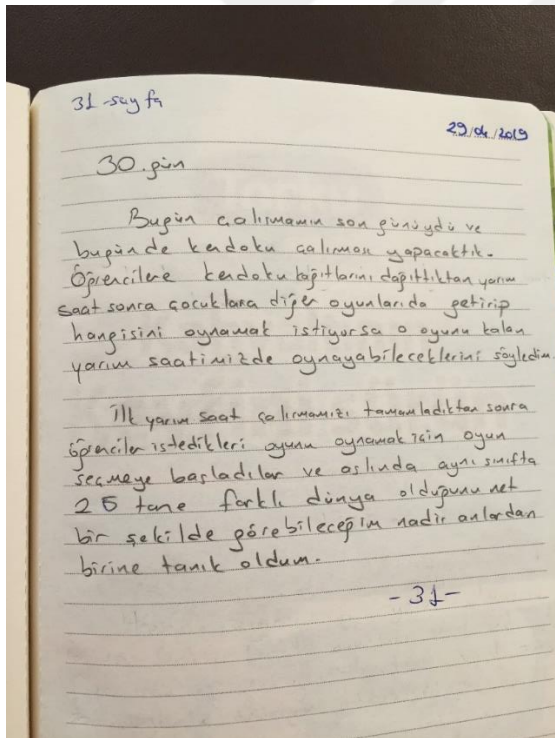 31-sayfa
29/04/2019
30.gün
Bugün çalışmamın son günüydü ve
bugünde kendoku çalışması yapacaktık.
Öğrencilere kendoku kağıtlarını dağıttıktan yarım
saat sonra çocuklara diğer oyunlarıda getirip
hangisini oynamak istiyorsa o oyunu kalan
yarım saatimizde oynayabileceklerini söyledim.
İlk yarım saat çalışmamızı tamamladıktan sonra
öğrenciler istedikleri oyunu oynamak için oyun
seçmeye başladılar ve aslında aynı sınıfta
25 tane farklı dünya olduğunu net
bir şekilde görebileceğim nadir anlardan
birine tanık oldum.
-31-